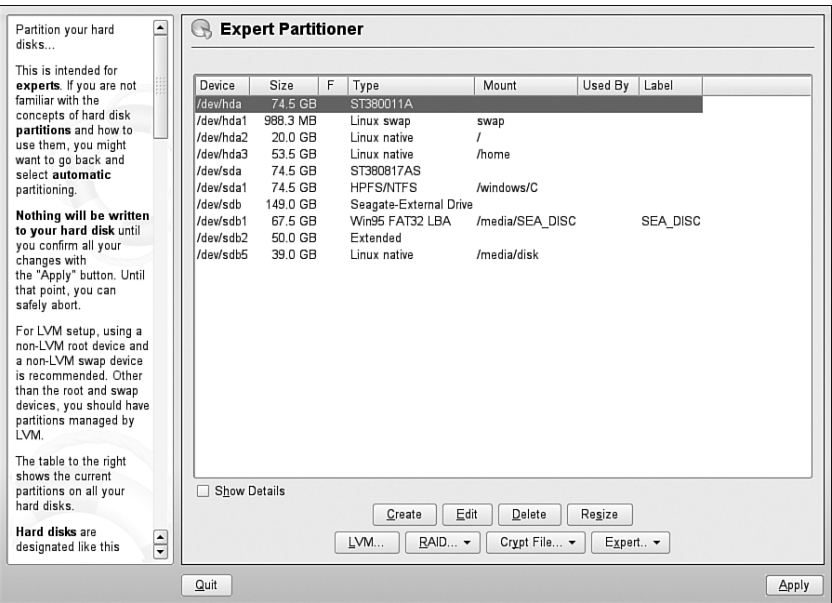 Partition your hard
disks...
This is intended for
experts. If you are not
familiar with the
concepts of hard disk
partitions and how to
use them, you might
want to go back and
select automatic
partitioning.
Nothing will be written
to your hard disk until
you confirm all your
changes with
the "Apply" button. Until
that point, you can
safely abort.
For LVM setup, using a
non-LVM root device and
a non-LVM swap device
is recommended. Other
than the root and swap
devices, you should have
partitions managed by
LVM.
The table to the right
shows the current
partitions on all your
hard disks.
Hard disks are
designated like this
Expert Partitioner
Device Size F Type Mount Used By Label
/dev/hda 74.5 GB ST380011A
/dev/hda1 988.3 MB Linux swap swap
/dev/hda2 20.0 GB Linux native /
/dev/hda3 53.5 GB Linux native /home
/dev/sda 74.5 GB ST380817AS
/dev/sda1 74.5 GB HPFS/NTFS /windows/C
/dev/sdb 149.0 GB Seagate-External Drive
/dev/sdb1 67.5 GB Win95 FAT32 LBA /media/SEA_DISC SEA_DISC
/dev/sdb2 50.0 GB Extended
/dev/sdb5 39.0 GB Linux native /media/disk
Show Details
Create Edit Delete Resize
LVM... RAID... Crypt File... Expert..
Quit Apply